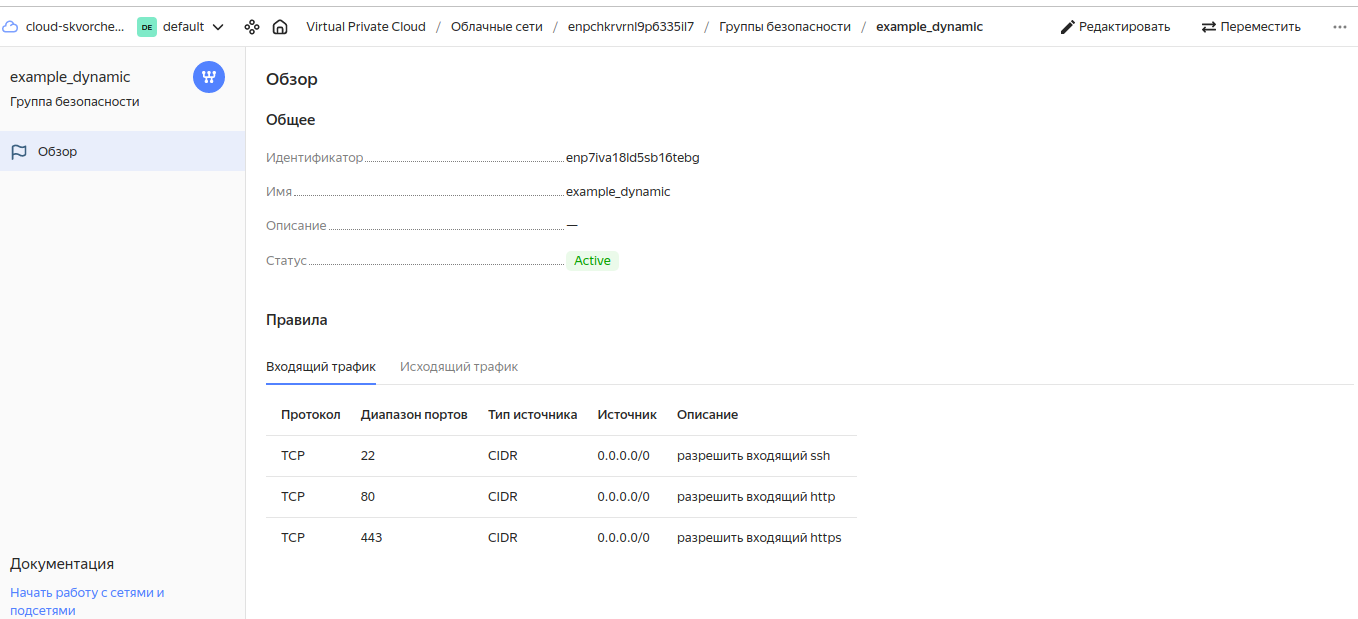 cloud-skvorche... DE default Virtual Private Cloud / Облачные сети / enpchkrvrnl9p6335il7 / Группы безопасности / example_dynamic Редактировать Переместить ...
example_dynamic
Группа безопасности
Обзор
Документация
Начать работу с сетями и
подсетями
Обзор
Общее
Идентификатор enp7iva18ld5sb16tebg
Имя example_dynamic
Описание —
Статус Active
Правила
Входящий трафик Исходящий трафик
Протокол Диапазон портов Тип источника Источник Описание
TCP 22 CIDR 0.0.0.0/0 разрешить входящий ssh
TCP 80 CIDR 0.0.0.0/0 разрешить входящий http
TCP 443 CIDR 0.0.0.0/0 разрешить входящий https